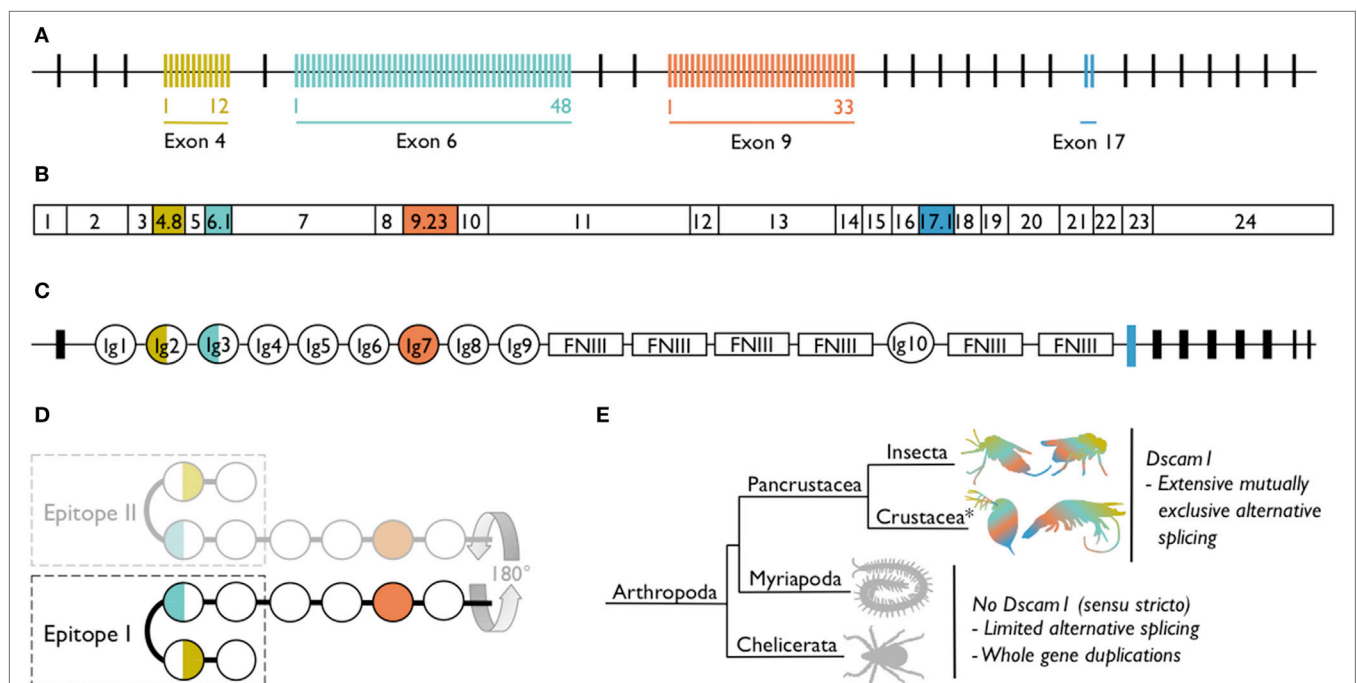 A
1 12
1 48
1 33
Exon 4
Exon 6
Exon 9
Exon 17
B
1 2 3 4.8 5 6.1 7 8 9.23 10 11 12 13 14 15 16 17.1 18 19 20 21 22 23 24
C
Ig1 Ig2 Ig3 Ig4 Ig5 Ig6 Ig7 Ig8 Ig9 FNIII FNIII FNIII FNIII Ig10 FNIII FNIII
D
Epitope II
180°
Epitope I
E
Insecta
Pancrustacea
Crustacea*
Arthropoda
Myriapoda
Chelicerata
Dscam1
- Extensive mutually
exclusive alternative
splicing
No Dscam1 (sensu stricto)
- Limited alternative splicing
- Whole gene duplications